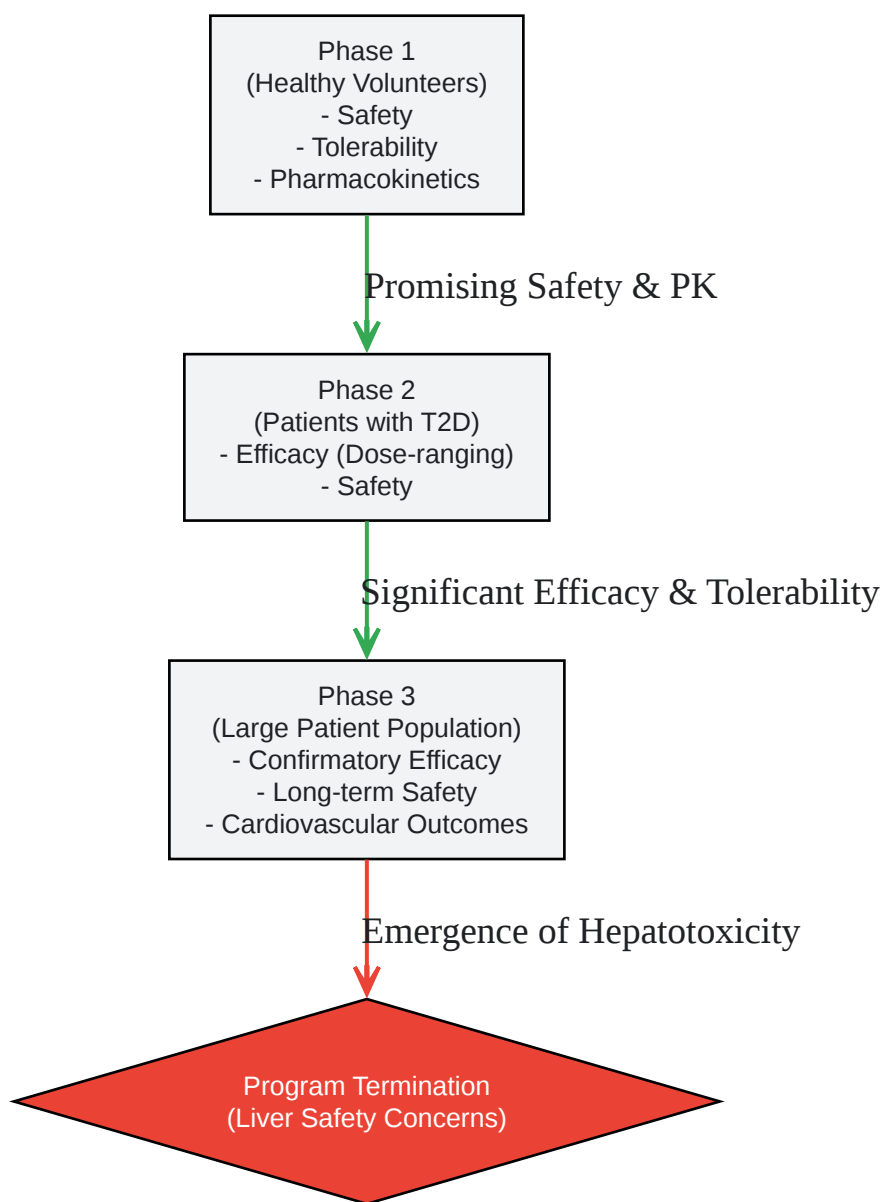 Phase 1
(Healthy Volunteers)
- Safety
- Tolerability
- Pharmacokinetics
Promising Safety & PK
Phase 2
(Patients with T2D)
- Efficacy (Dose-ranging)
- Safety
Significant Efficacy & Tolerability
Phase 3
(Large Patient Population)
- Confirmatory Efficacy
- Long-term Safety
- Cardiovascular Outcomes
Emergence of Hepatotoxicity
Program Termination
(Liver Safety Concerns)